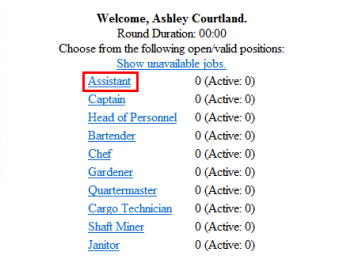 Welcome, Ashley Courtland.
Round Duration: 00:00
Choose from the following open/valid positions:
Show unavailable jobs.
Assistant 0 (Active: 0)
Captain 0 (Active: 0)
Head of Personnel 0 (Active: 0)
Bartender 0 (Active: 0)
Chef 0 (Active: 0)
Gardener 0 (Active: 0)
Quartermaster 0 (Active: 0)
Cargo Technician 0 (Active: 0)
Shaft Miner 0 (Active: 0)
Janitor 0 (Active: 0)